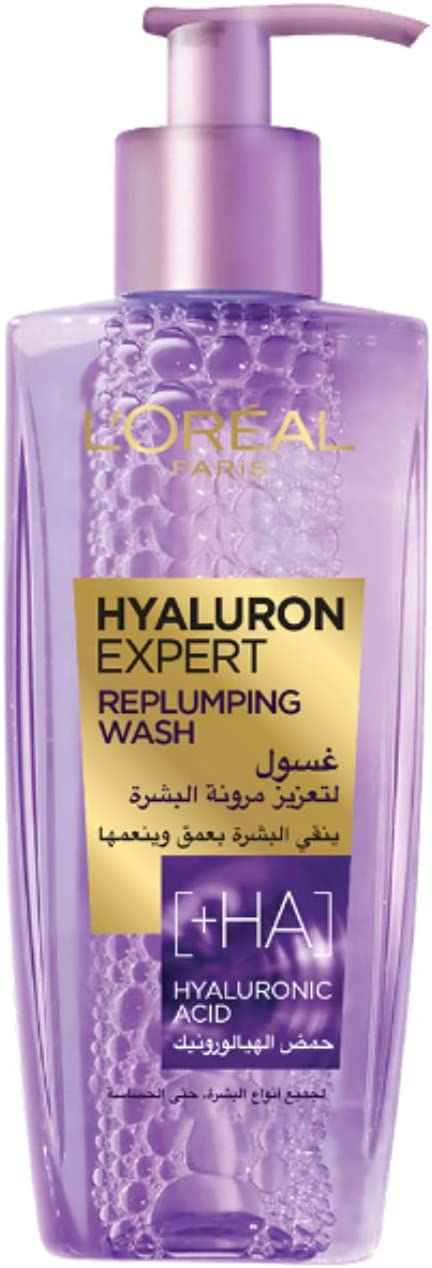 L'ORÉAL
PARIS
HYALURON
EXPERT
REPLUMPING
WASH
غسول
لتعزيز مرونة البشرة
ينقي البشرة بعمق وينعمها
[+HA]
HYALURONIC
ACID
حمض الهيالورونيك
لجميع أنواع البشرة، حتى الحساسة